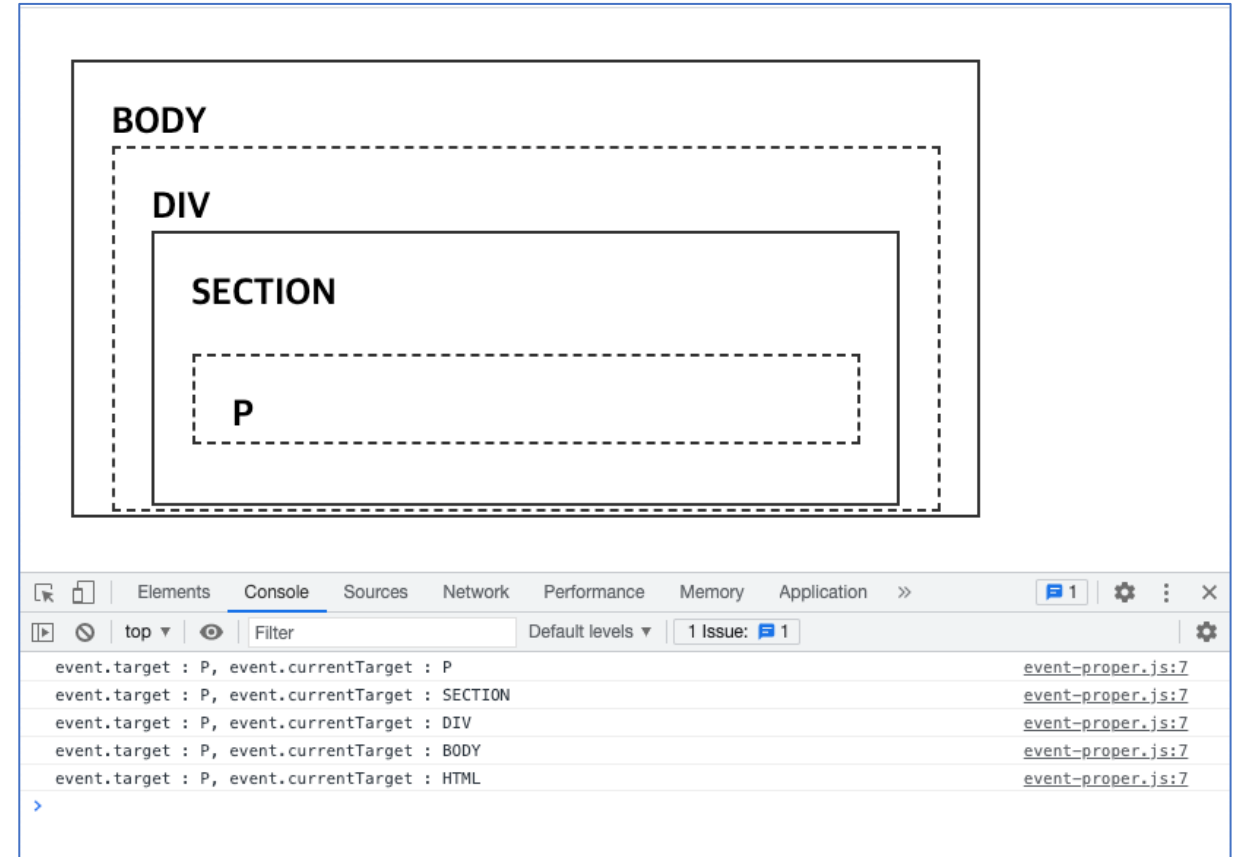 BODY
DIV
SECTION
P
Elements Console Sources Network Performance Memory Application » 1
top ▼ Filter Default levels ▼ 1 Issue: 1
event.target : P, event.currentTarget : P event-proper.js:7
event.target : P, event.currentTarget : SECTION event-proper.js:7
event.target : P, event.currentTarget : DIV event-proper.js:7
event.target : P, event.currentTarget : BODY event-proper.js:7
event.target : P, event.currentTarget : HTML event-proper.js:7
>